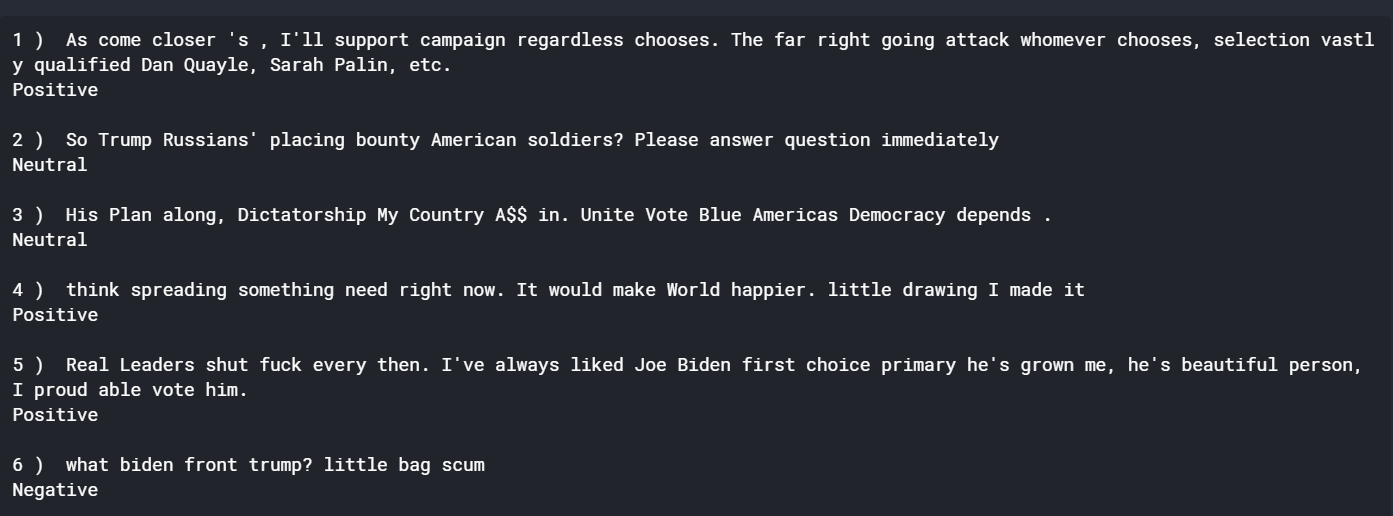 1 )  As come closer 's , I'll support campaign regardless chooses. The far right going attack whomever chooses, selection vastl
y qualified Dan Quayle, Sarah Palin, etc.
Positive
2 )  So Trump Russians' placing bounty American soldiers? Please answer question immediately
Neutral
3 )  His Plan along, Dictatorship My Country A$$ in. Unite Vote Blue Americas Democracy depends .
Neutral
4 )  think spreading something need right now. It would make World happier. little drawing I made it
Positive
5 )  Real Leaders shut fuck every then. I've always liked Joe Biden first choice primary he's grown me, he's beautiful person,
I proud able vote him.
Positive
6 )  what biden front trump? little bag scum
Negative